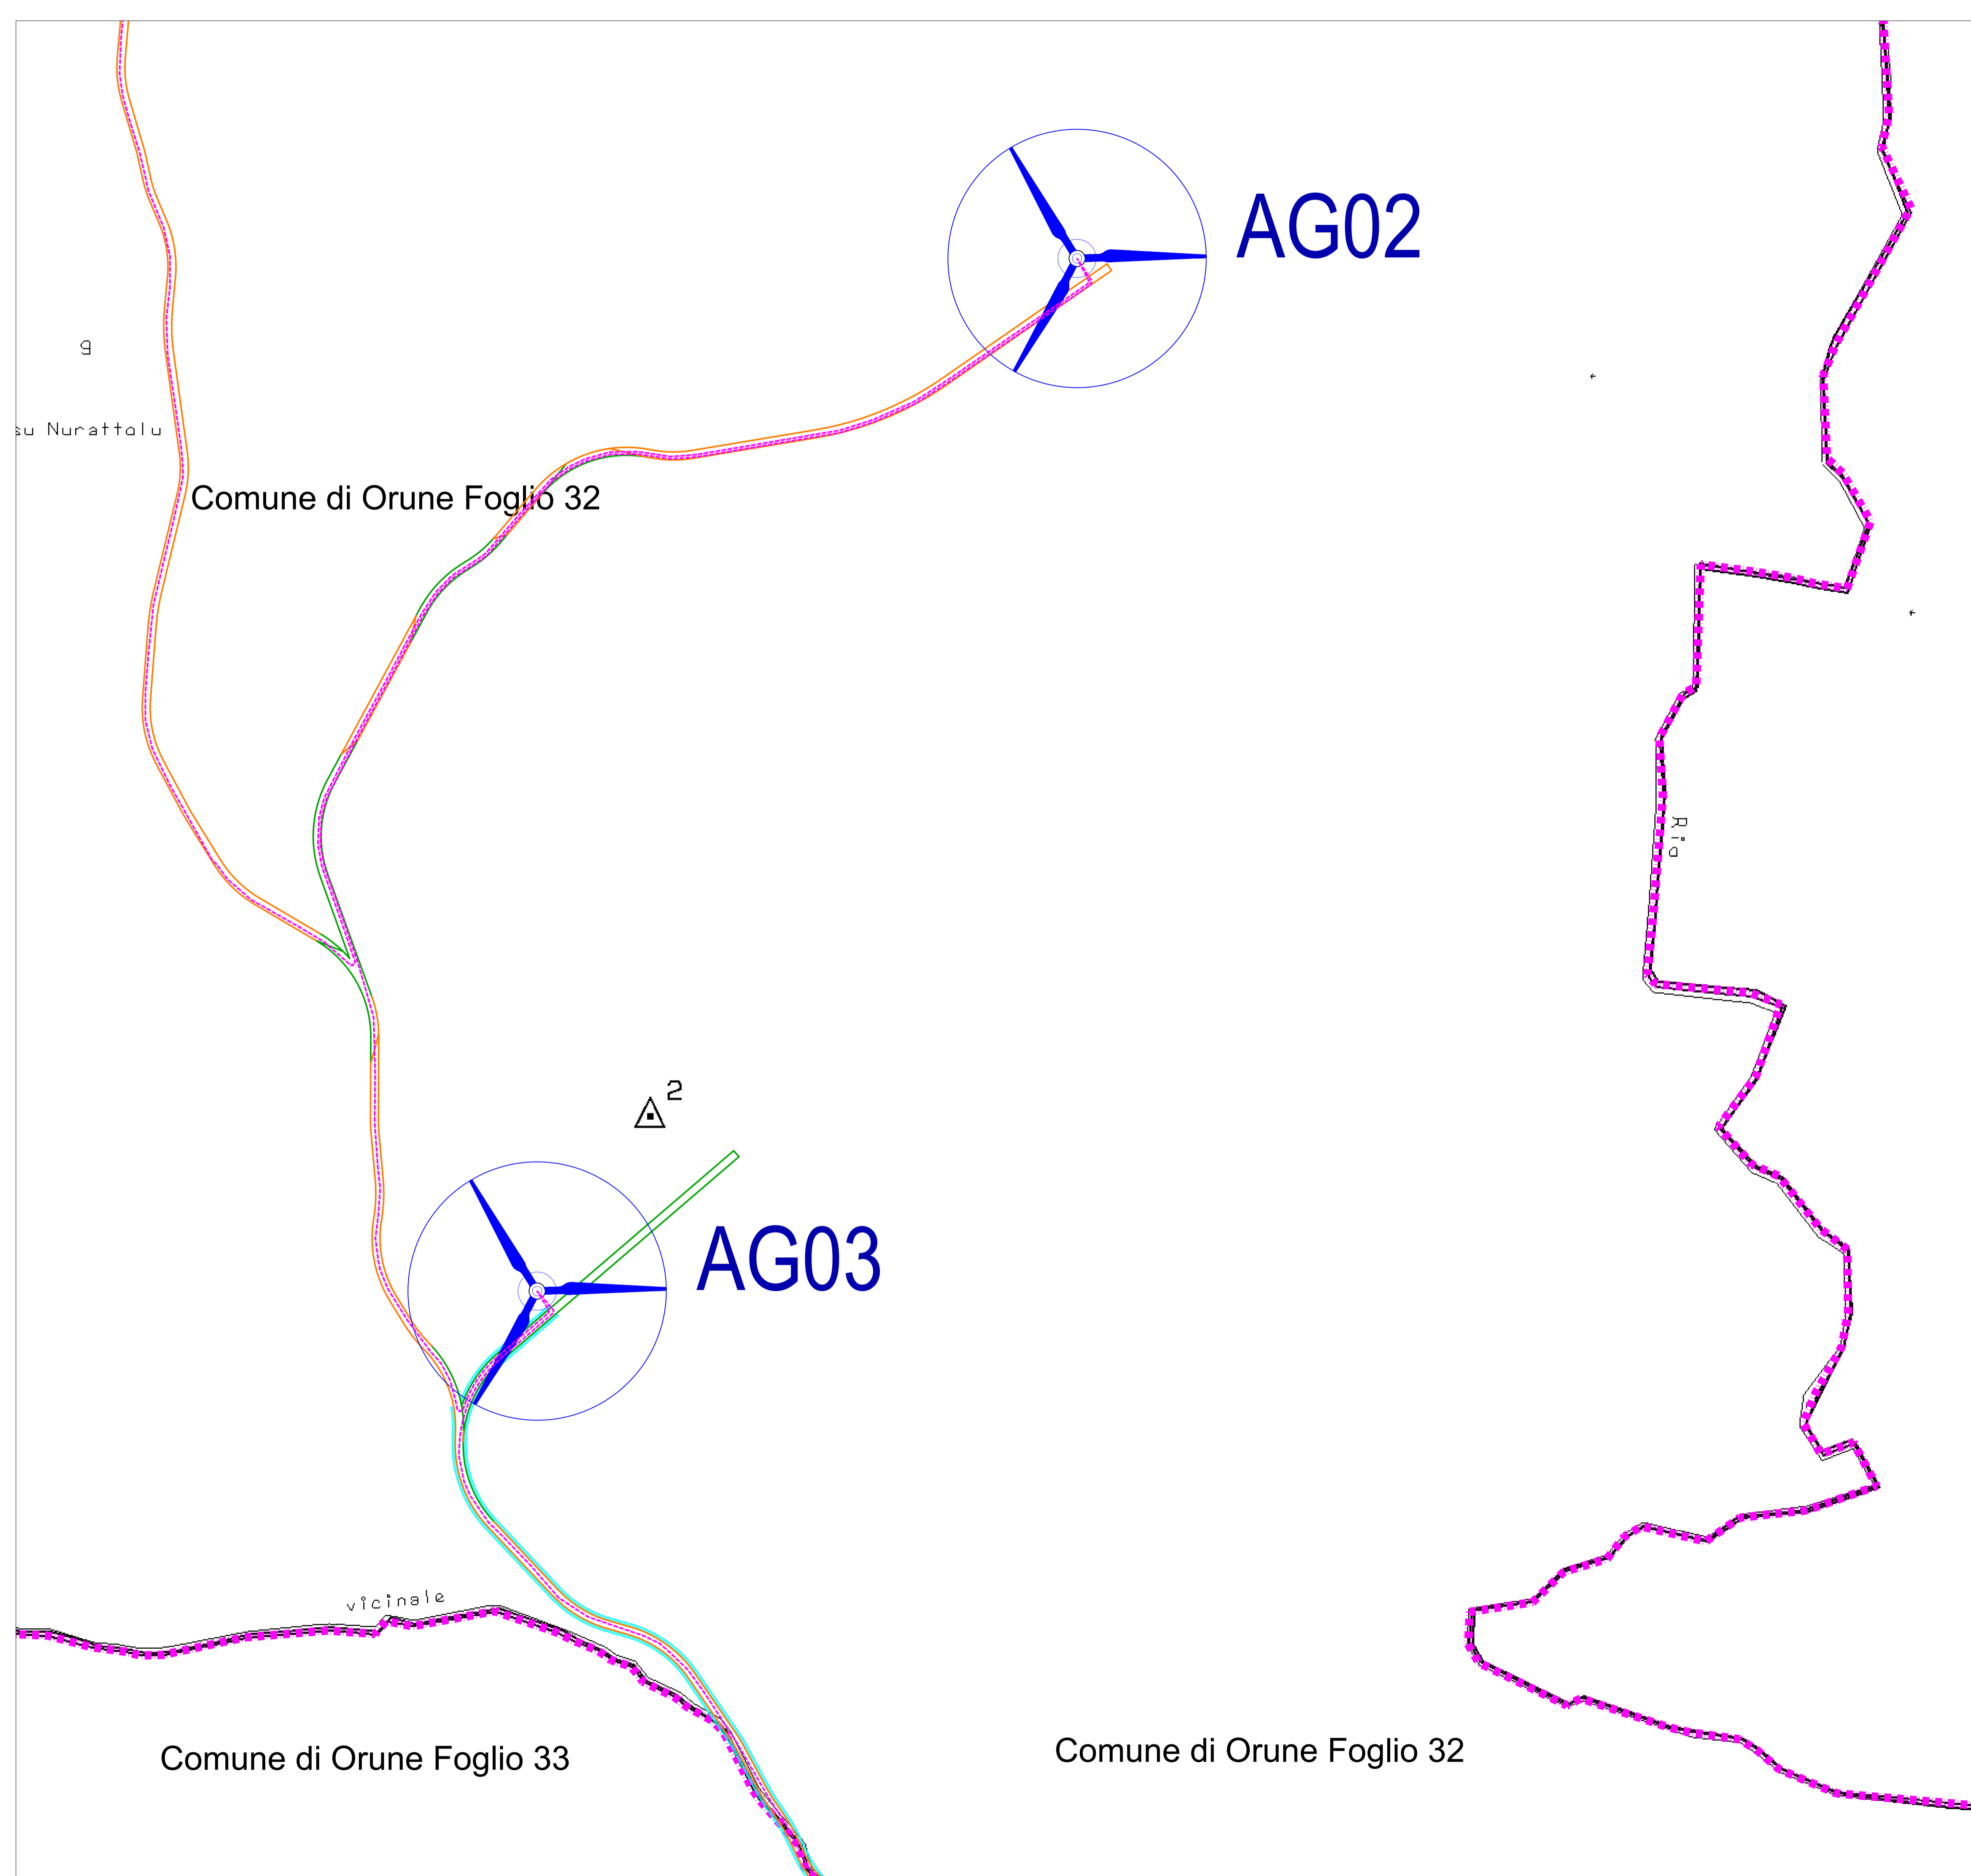 AG02
g
su Nurattolu
Comune di Orune Foglio 32
Rio
2
AG03
vicinale
Comune di Orune Foglio 33
Comune di Orune Foglio 32